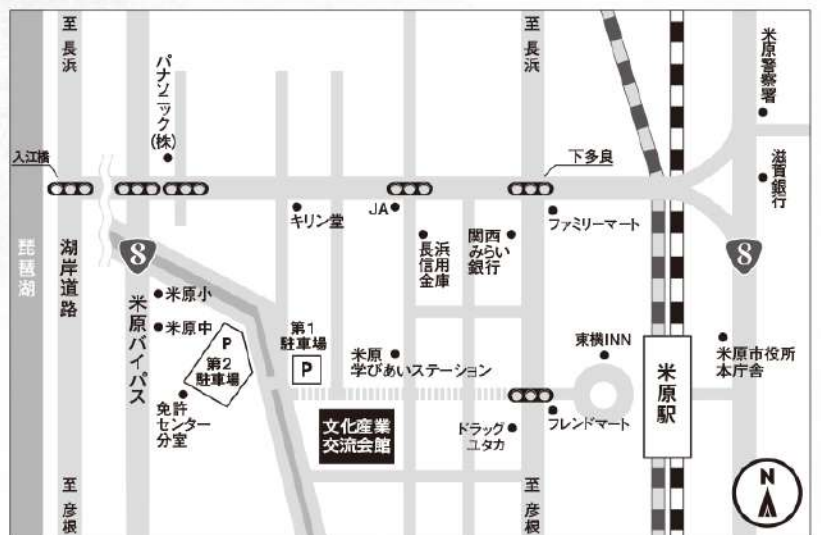 至
長
浜
パナソニック
(株)
至
長
浜
米原警察署
入江橋
下多良
滋賀銀行
キリン堂
JA
ファミリーマート
長浜
信用
金庫
関西
みらい
銀行
琵琶湖
湖岸道路
8
8
米原バイパス
米原小
米原中
P
第2
駐車場
第1
駐車場
P
米原
学びあいステーション
東横INN
米原駅
米原市役所
本庁舎
免許
センター
分室
文化産業
交流会館
ドラッグ
ユタカ
フレンドマート
至
彦
根
至
彦
根
N